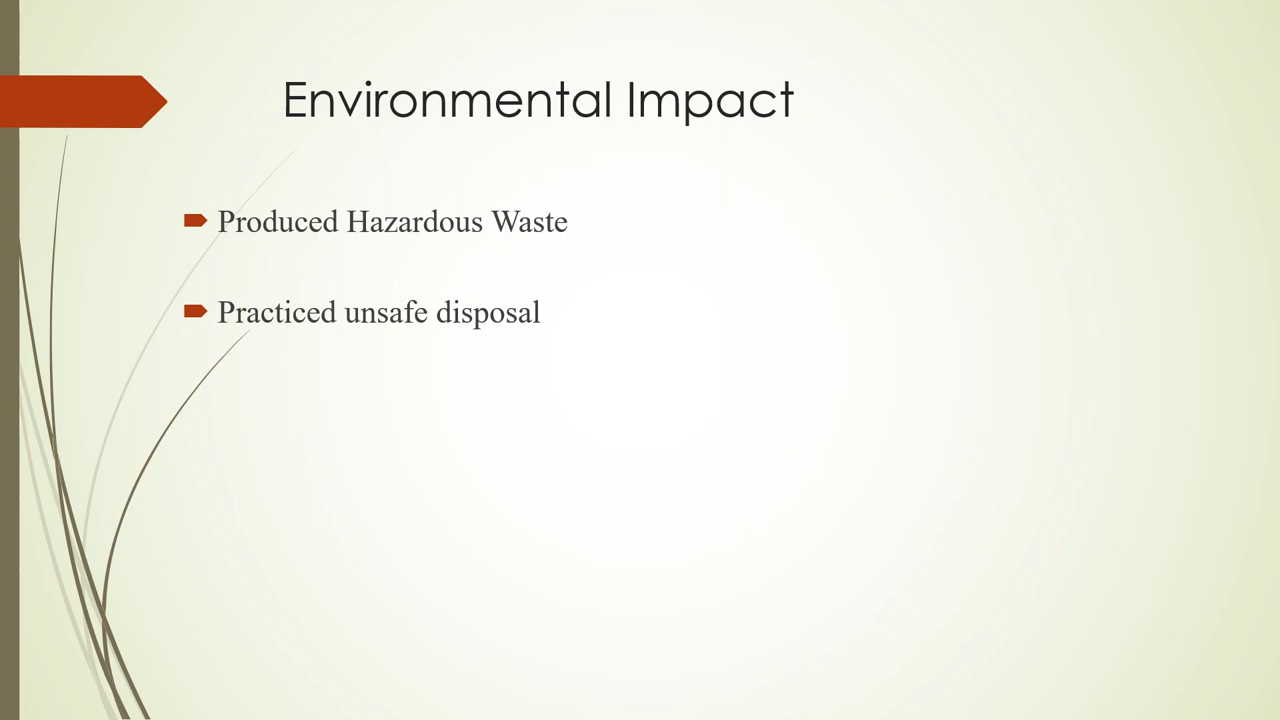 Environmental Impact
Produced Hazardous Waste
Practiced unsafe disposal